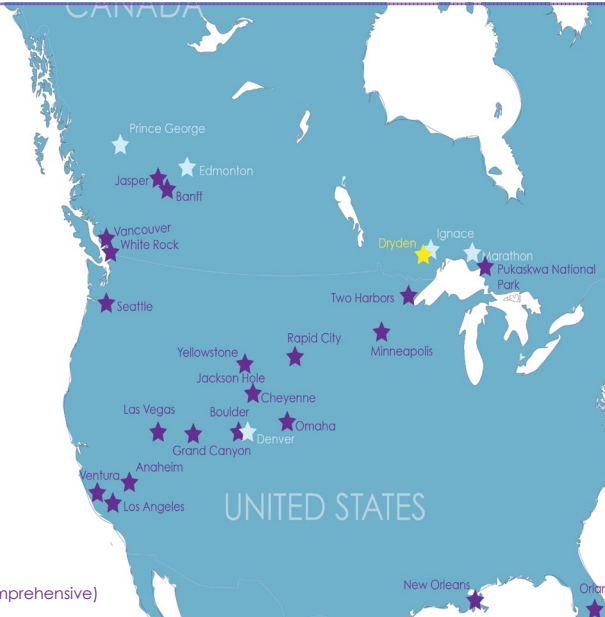 CANADA
Prince George
Edmonton
Jasper
Banff
Vancouver
White Rock
Ignace
Dryden
Marathon
Pukaskwa National
Park
Two Harbors
Seattle
Rapid City
Minneapolis
Yellowstone
Jackson Hole
Cheyenne
Las Vegas
Boulder
Omaha
Denver
Grand Canyon
Anaheim
Ventura
Los Angeles
UNITED STATES
New Orleans
Orlan
mprehensive)